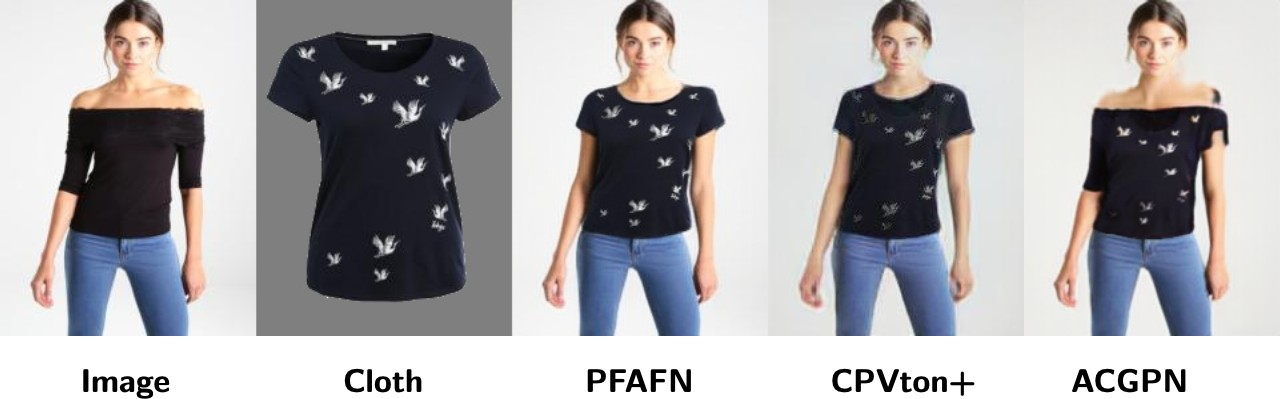 Image
Cloth
PFAFN
CPVton+
ACGPN